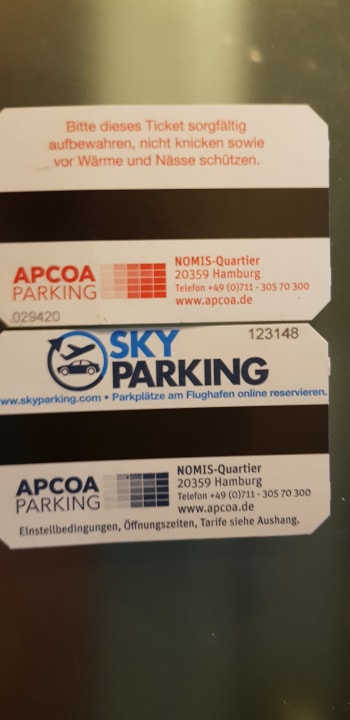 Bitte dieses Ticket sorgfältig
aufbewahren, nicht knicken sowie
vor Wärme und Nässe schützen.
APCOA
PARKING
NOMIS-Quartier
20359 Hamburg
Telefon +49 (0)711 - 305 70 300
www.apcoa.de
029420
123148
SKY
PARKING
ww.skyparking.com • Parkplätze am Flughafen online reservieren.
APCOA
PARKING
NOMIS-Quartier
20359 Hamburg
Telefon +49 (0)711 - 305 70 300
www.apcoa.de
Einstellbedingungen, Öffnungszeiten, Tarife siehe Aushang.